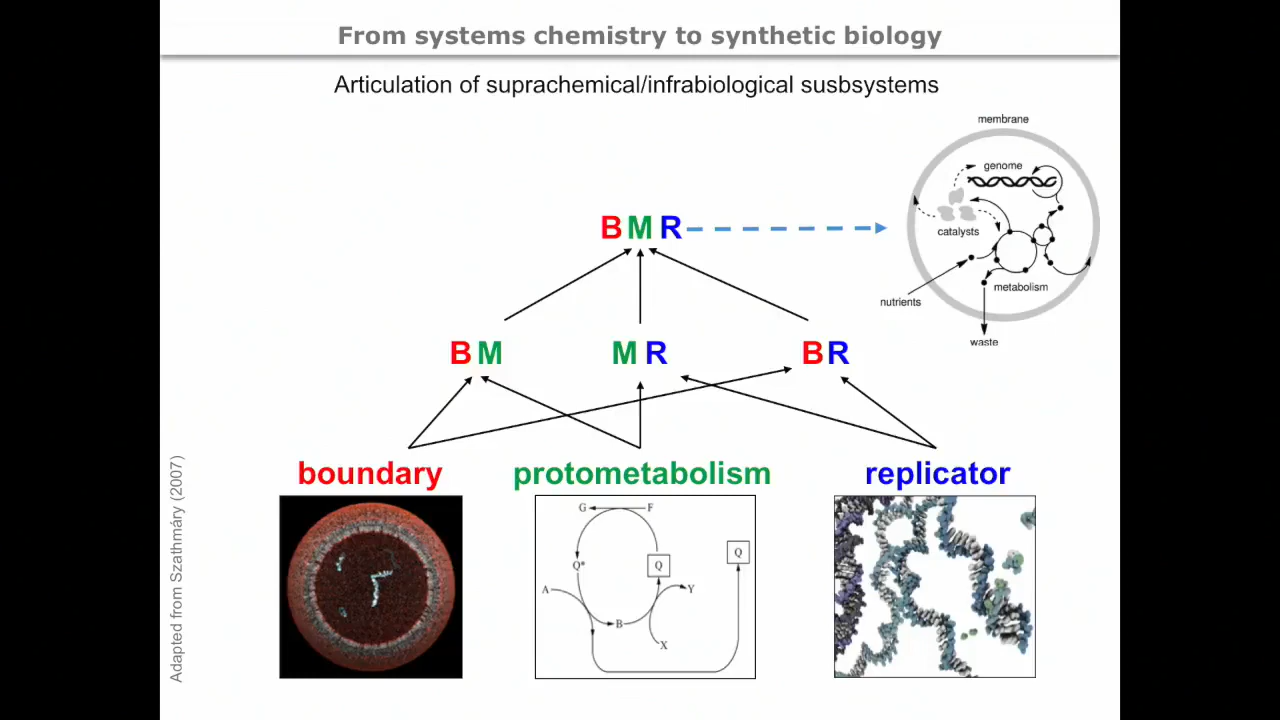 From systems chemistry to synthetic biology
Articulation of suprachemical/infrabiological susbsystems
membrane
genome
catalysts
metabolism
nutrients
waste
B M R
B M
M R
B R
boundary
protometabolism
replicator
G
F
Q*
Q
Q
A
B
Y
X
Adapted from Szathmáry (2007)